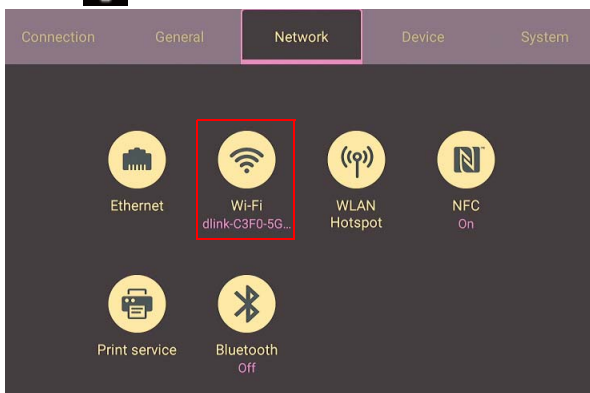 Connection General Network Device System
Ethernet Wi-Fi WLAN NFC
dlink-C3F0-5G... Hotspot On
Print service Bluetooth
Off